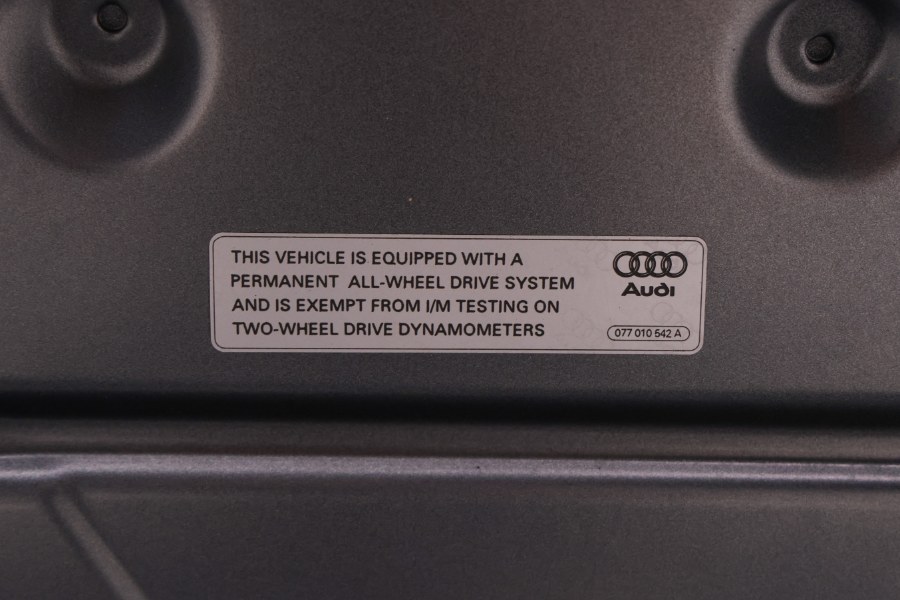 THIS VEHICLE IS EQUIPPED WITH A
PERMANENT ALL-WHEEL DRIVE SYSTEM
AND IS EXEMPT FROM I/M TESTING ON
TWO-WHEEL DRIVE DYNAMOMETERS
Audi
077 010 542 A